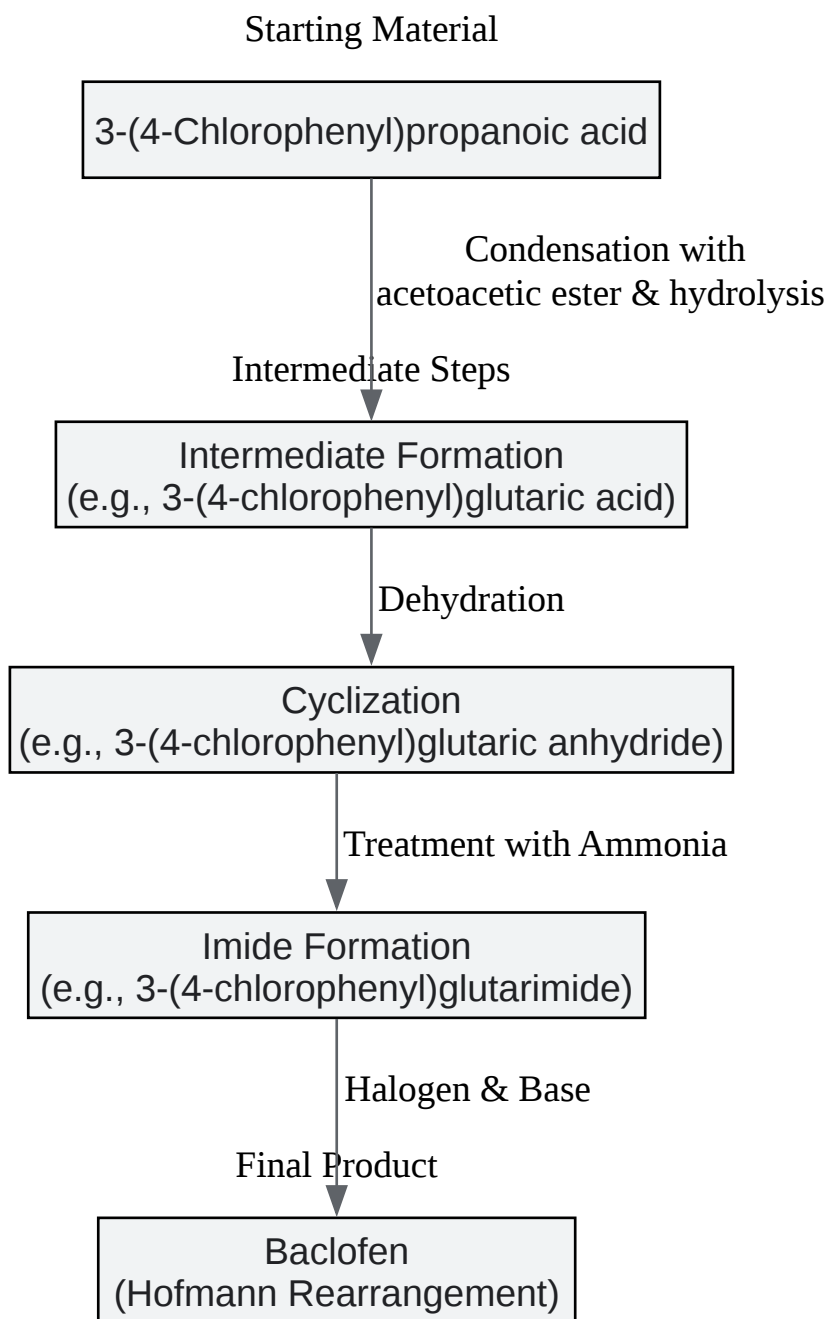 Starting Material
3-(4-Chlorophenyl)propanoic acid
Condensation with
acetoacetic ester & hydrolysis
Intermediate Steps
Intermediate Formation
(e.g., 3-(4-chlorophenyl)glutaric acid)
Dehydration
Cyclization
(e.g., 3-(4-chlorophenyl)glutaric anhydride)
Treatment with Ammonia
Imide Formation
(e.g., 3-(4-chlorophenyl)glutarimide)
Halogen & Base
Final Product
Baclofen
(Hofmann Rearrangement)